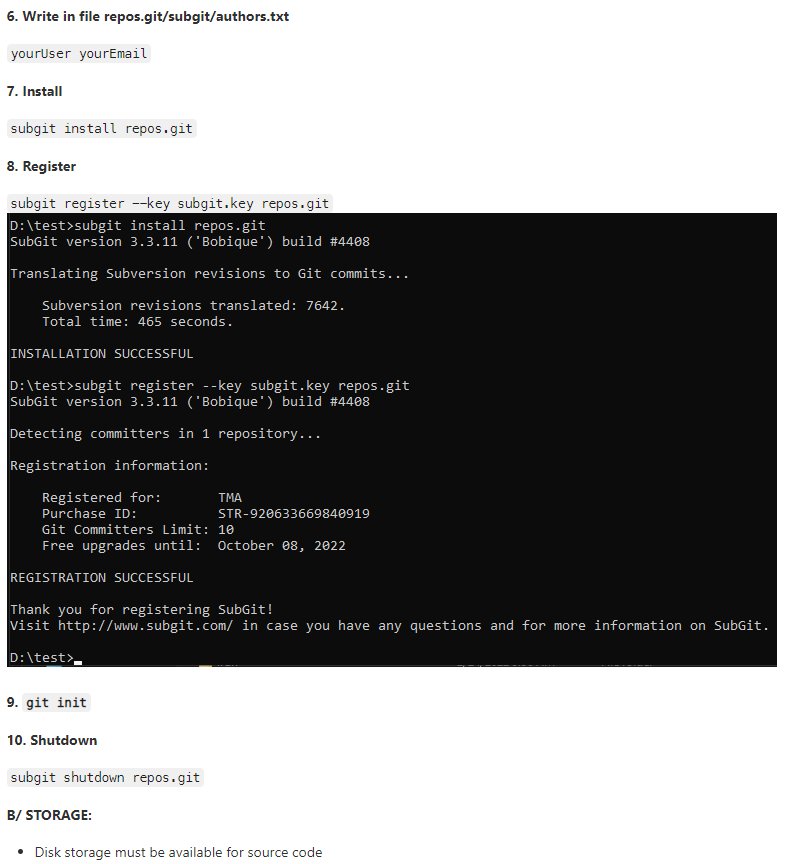 6. Write in file repos.git/subgit/authors.txt
yourUser yourEmail
7. Install
subgit install repos.git
8. Register
subgit register --key subgit.key repos.git
D:\test>subgit install repos.git
SubGit version 3.3.11 ('Bobique') build #4408
Translating Subversion revisions to Git commits...
Subversion revisions translated: 7642.
Total time: 465 seconds.
INSTALLATION SUCCESSFUL
D:\test>subgit register --key subgit.key repos.git
SubGit version 3.3.11 ('Bobique') build #4408
Detecting committers in 1 repository...
Registration information:
Registered for: TMA
Purchase ID: STR-920633669840919
Git Committers Limit: 10
Free upgrades until: October 08, 2022
REGISTRATION SUCCESSFUL
Thank you for registering SubGit!
Visit http://www.subgit.com/ in case you have any questions and for more information on SubGit.
D:\test>_
9. git init
10. Shutdown
subgit shutdown repos.git
B/ STORAGE:
• Disk storage must be available for source code